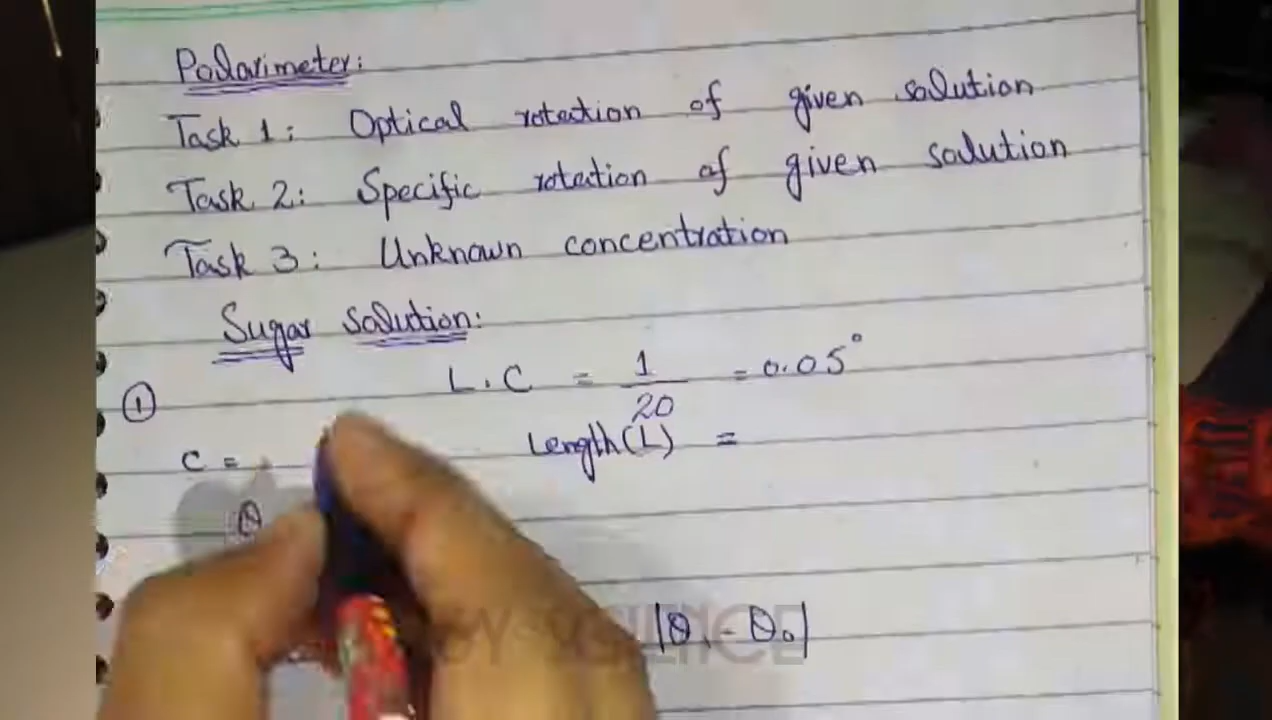 Polarimeter:
Task 1: Optical rotation of given solution
Task 2: Specific rotation of given solution
Task 3: Unknown concentration
Sugar solution:
① L.C = 1/20 = 0.05°
C = Length(L) =
θ
|θ₁ - θ₀|
SCIENCE